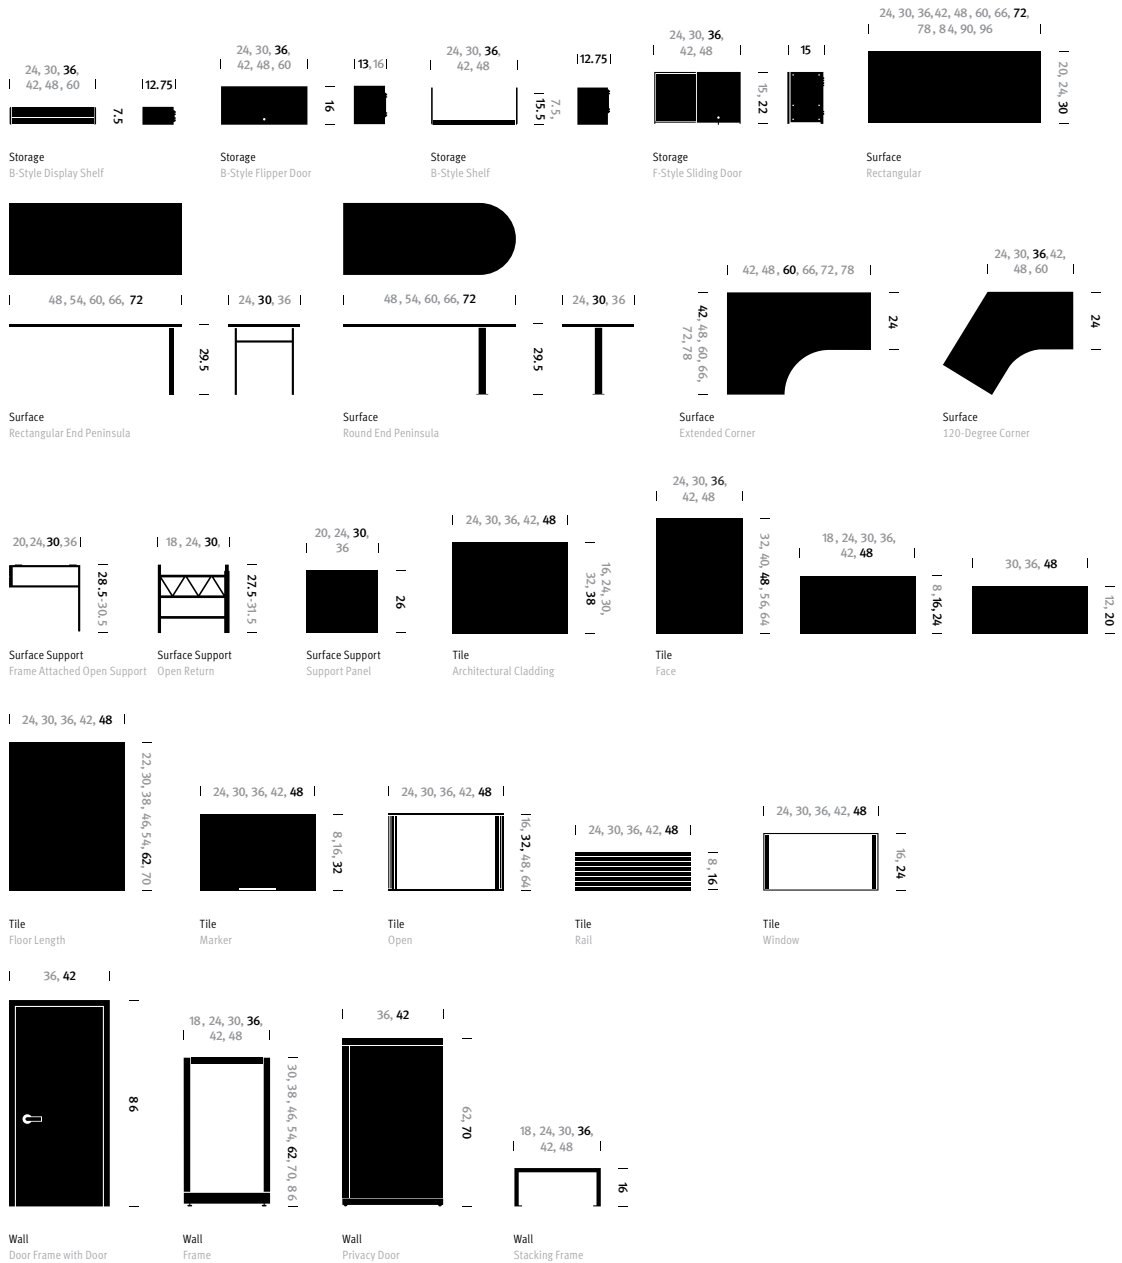 24, 30, 36,
42, 48, 60
7.5
12.75
Storage
B-Style Display Shelf
24, 30, 36,
42, 48, 60
16
13, 16
Storage
B-Style Flipper Door
24, 30, 36,
42, 48
7.5,
15.5
12.75
Storage
B-Style Shelf
24, 30, 36,
42, 48
15, 22
15
Storage
F-Style Sliding Door
24, 30, 36,42, 48, 60, 66, 72,
78, 84, 90, 96
20, 24, 30
Surface
Rectangular
48, 54, 60, 66, 72
29.5
24, 30, 36
Surface
Rectangular End Peninsula
48, 54, 60, 66, 72
29.5
24, 30, 36
Surface
Round End Peninsula
42, 48, 60, 66, 72, 78
42, 48, 60, 66,
72, 78
24
Surface
Extended Corner
24, 30, 36,42,
48, 60
24
Surface
120-Degree Corner
20,24,30,36
28.5-30.5
Surface Support
Frame Attached Open Support
18, 24, 30,
27.5-31.5
Surface Support
Open Return
20, 24, 30,
36
26
Surface Support
Support Panel
24, 30, 36, 42, 48
16, 24, 30,
32, 38
Tile
Architectural Cladding
24, 30, 36,
42, 48
32, 40, 48, 56, 64
Tile
Face
18, 24, 30, 36,
42, 48
8, 16, 24
30, 36, 48
12, 20
24, 30, 36, 42, 48
22, 30, 38, 46, 54, 62, 70
Tile
Floor Length
24, 30, 36, 42, 48
8,16, 32
Tile
Marker
24, 30, 36, 42, 48
16, 32, 48, 64
Tile
Open
24, 30, 36, 42, 48
8, 16
Tile
Rail
24, 30, 36, 42, 48
16, 24
Tile
Window
36, 42
86
Wall
Door Frame with Door
18, 24, 30, 36,
42, 48
30, 38, 46, 54, 62, 70, 86
Wall
Frame
36, 42
62, 70
Wall
Privacy Door
18, 24, 30, 36,
42, 48
16
Wall
Stacking Frame